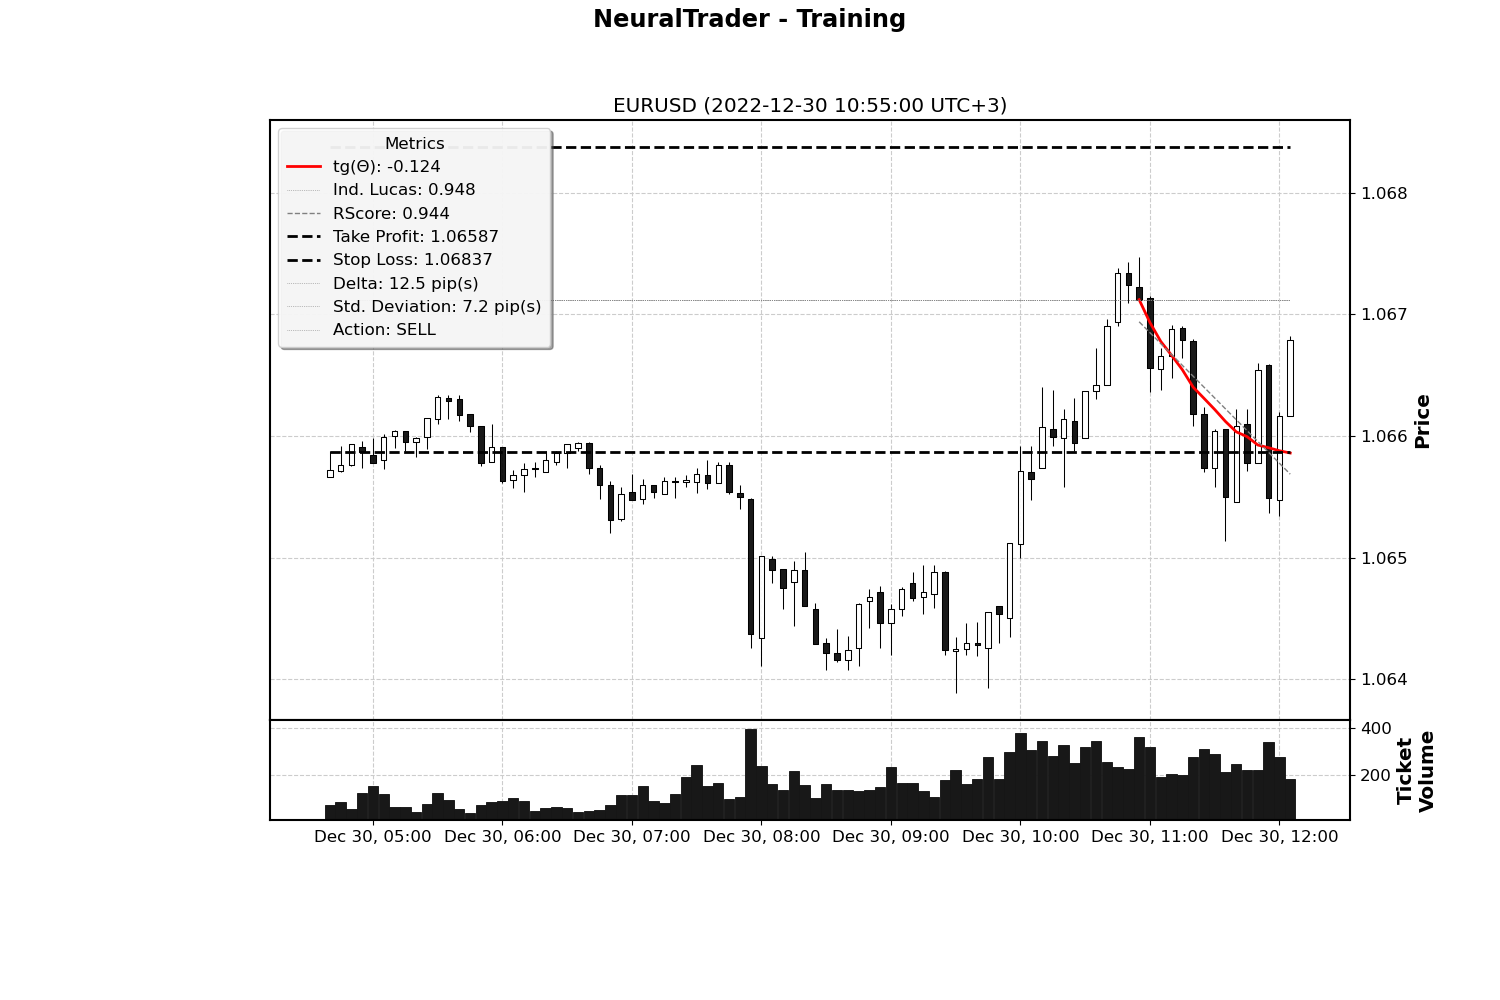 NeuralTrader - Training
EURUSD (2022-12-30 10:55:00 UTC+3)
Metrics
tg(Θ): -0.124
Ind. Lucas: 0.948
RScore: 0.944
Take Profit: 1.06587
Stop Loss: 1.06837
Delta: 12.5 pip(s)
Std. Deviation: 7.2 pip(s)
Action: SELL
1.068
1.067
1.066
1.065
1.064
Price
400
200
Ticket
Volume
Dec 30, 05:00 Dec 30, 06:00 Dec 30, 07:00 Dec 30, 08:00 Dec 30, 09:00 Dec 30, 10:00 Dec 30, 11:00 Dec 30, 12:00